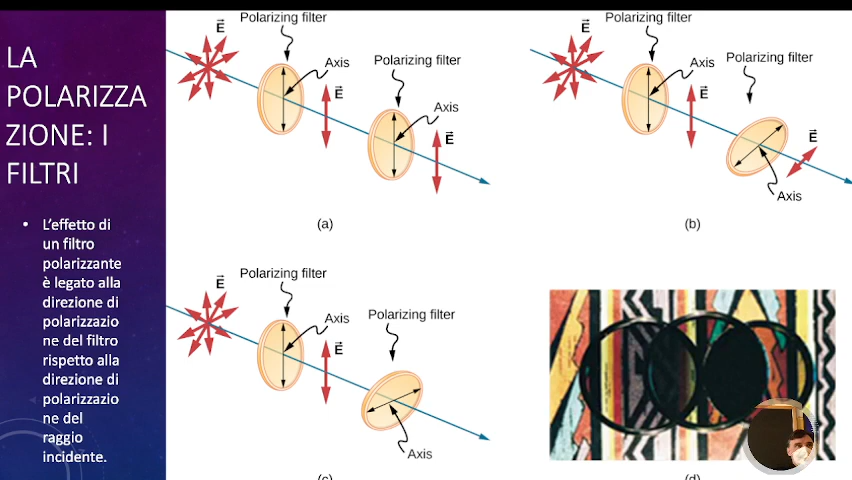 LA
POLARIZZA
ZIONE: I
FILTRI
• L'effetto di
un filtro
polarizzante
è legato alla
direzione di
polarizzazio
ne del filtro
rispetto alla
direzione di
polarizzazio
ne del
raggio
incidente.
E
Polarizing filter
Axis
E
Polarizing filter
Axis
E
(a)
E
Polarizing filter
Axis
E
Polarizing filter
E
Axis
(b)
E
Polarizing filter
Axis
E
Polarizing filter
Axis
(c)
(d)